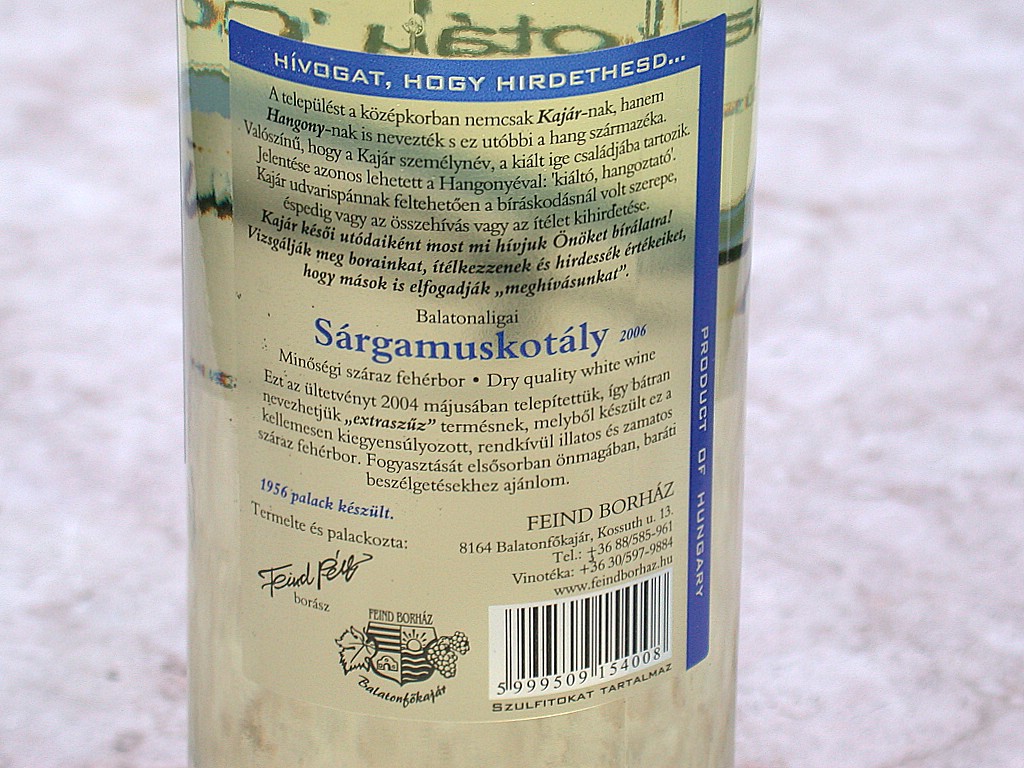 HÍVOGAT, HOGY HIRDETHESD...
A települést a középkorban nemcsak Kajár-nak, hanem
Hangony-nak is nevezték s ez utóbbi a hang származéka.
Valószínű, hogy a Kajár személynév, a kiált ige családjába tartozik.
Jelentése azonos lehetett a Hangonyéval: 'kiáltó, hangoztató'.
Kajár udvarispánnak feltehetően a bíráskodásnál volt szerepe,
éspedig vagy az összehívás vagy az ítélet kihirdetése.
Kajár késői utódaiként most mi hívjuk Önöket bírálatra!
Vizsgálják meg borainkat, ítélkezzenek és hirdessék értékeiket,
hogy mások is elfogadják „meghívásunkat”.
Balatonaligai
Sárgamuskotály 2006
Minőségi száraz fehérbor • Dry quality white wine
Ezt az ültetvényt 2004 májusában telepítettük, így bátran
nevezhetjük „extraszűz” termésnek, melyből készült ez a
kellemesen kiegyensúlyozott, rendkívül illatos és zamatos
száraz fehérbor. Fogyasztását elsősorban önmagában, baráti
beszélgetésekhez ajánlom.
1956 palack készült.
Termelte és palackozta:
borász
FEIND BORHÁZ
8164 Balatonfőkajár, Kossuth u. 13.
Tel.: +36 88/585-961
Vinotéka: +36 30/597-9884
www.feindborhaz.hu
FEIND BORHÁZ
Balatonfőkaját
5 999509 154008
SZULFITOKAT TARTALMAZ
PRODUCT OF HUNGARY